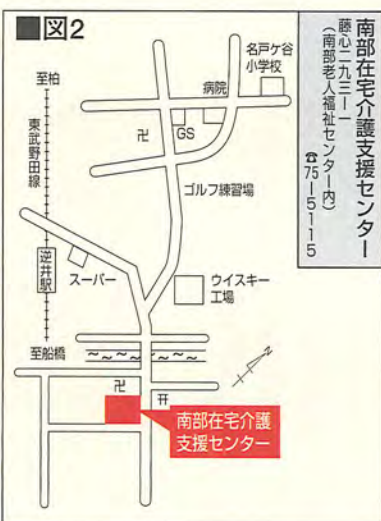 ■図2
南部在宅介護支援センター
藤心二九三ー一
(南部老人福祉センター内)
☎75ー5115
名戸ケ谷
小学校
至柏
病院
卍
GS
東武野田線
ゴルフ練習場
逆井駅
スーパー
ウイスキー
工場
至船橋
卍
南部在宅介護
支援センター
N